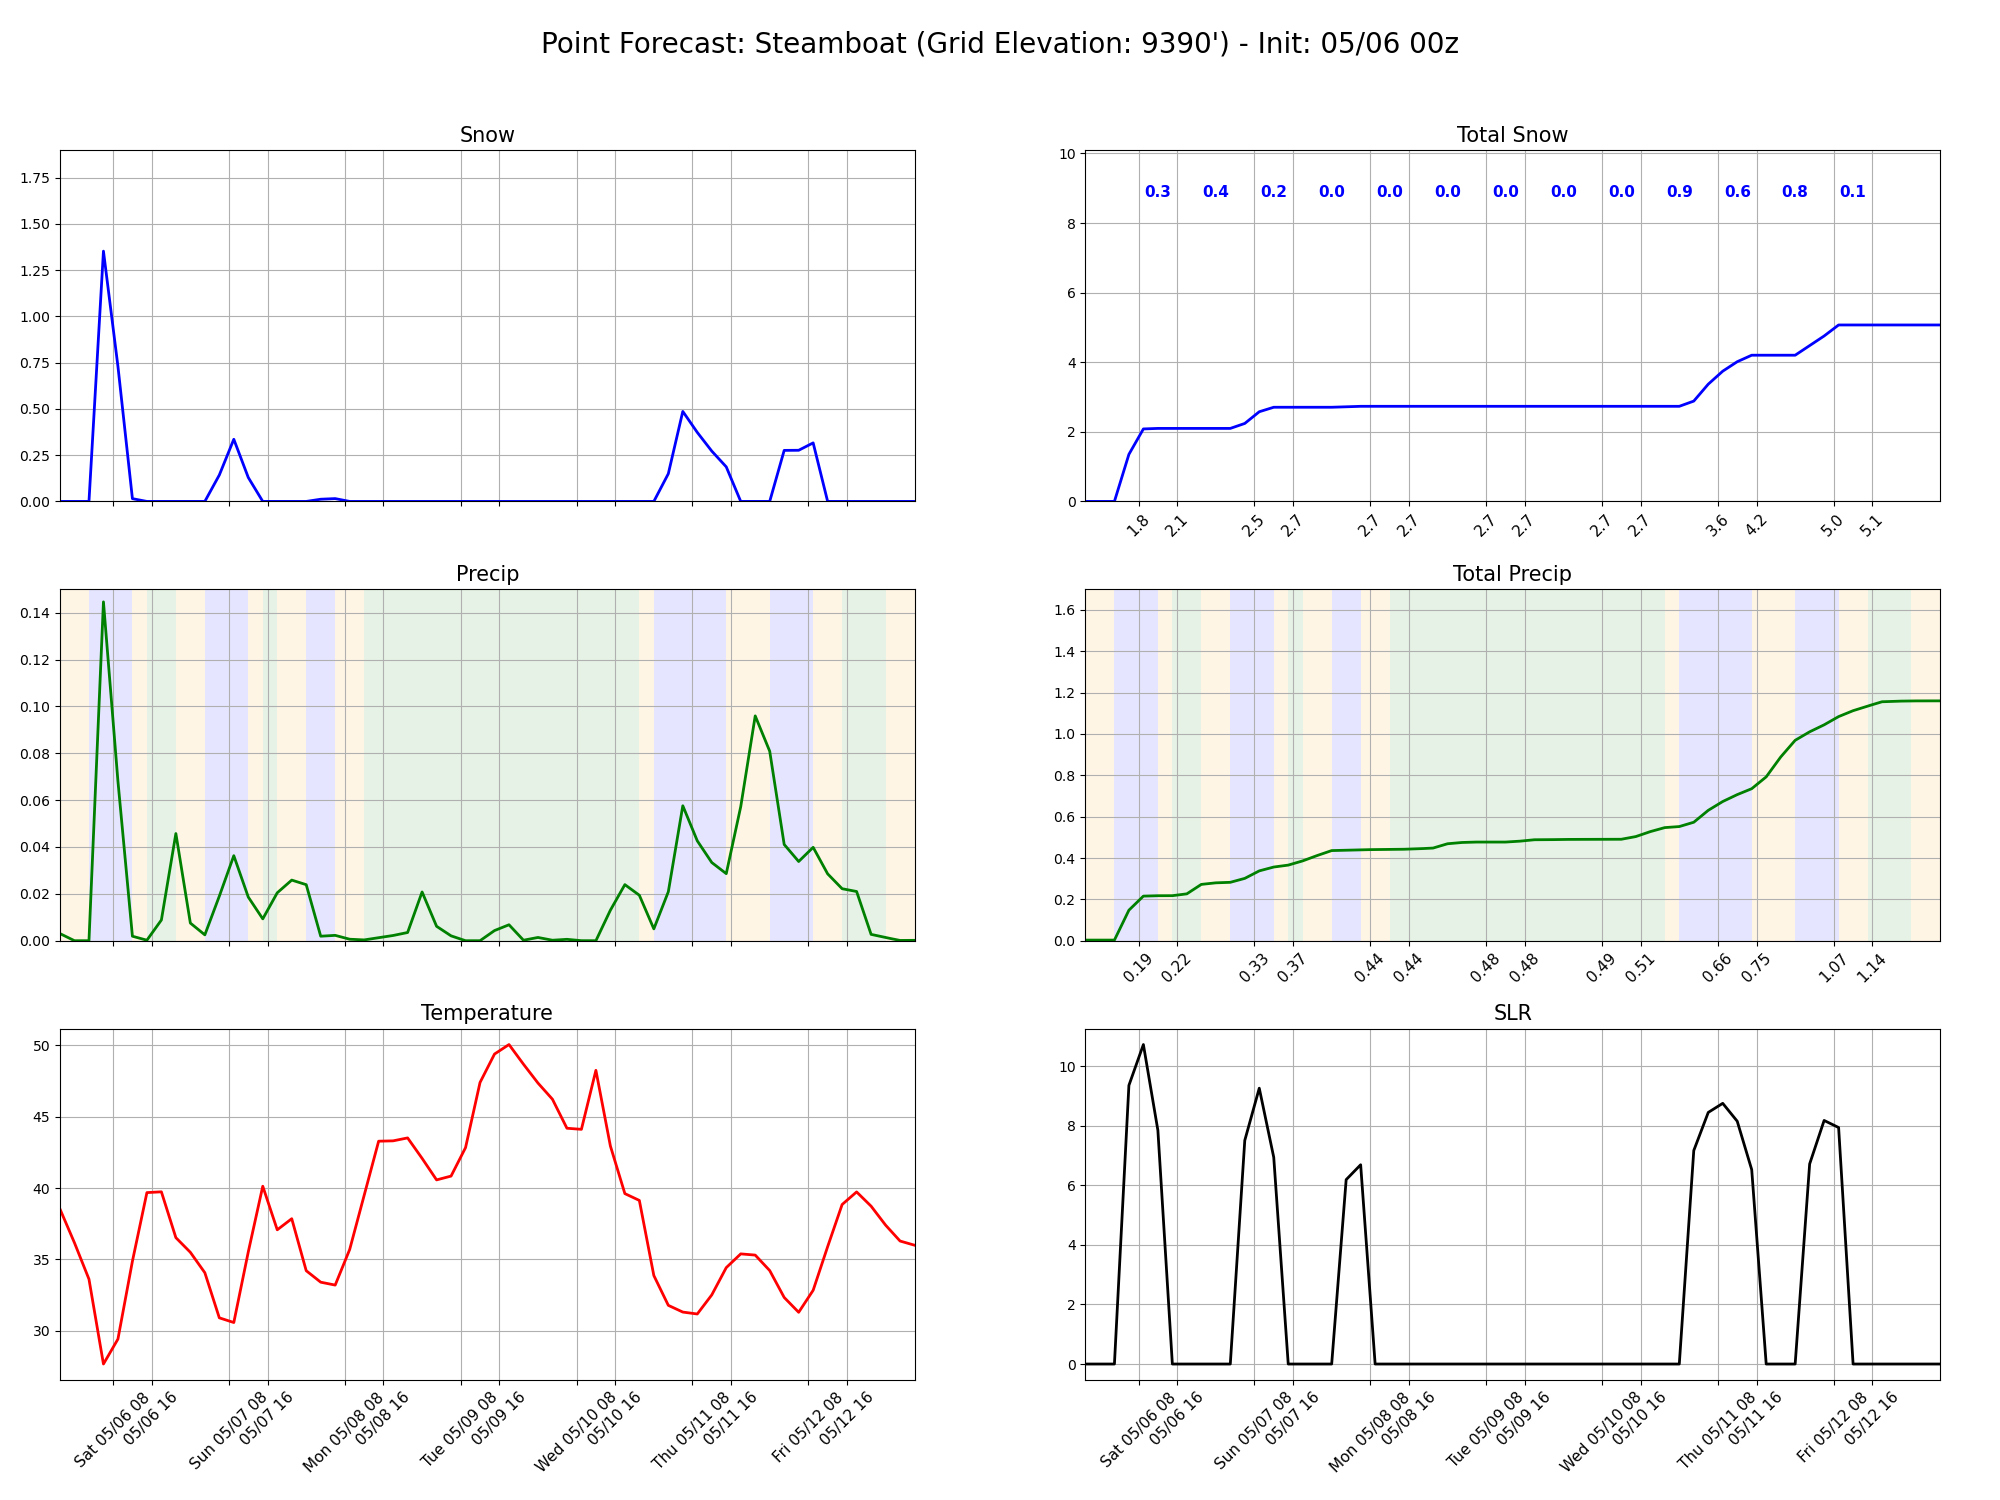 Point Forecast: Steamboat (Grid Elevation: 9390') - Init: 05/06 00z
Snow
1.75
1.50
1.25
1.00
0.75
0.50
0.25
0.00
Total Snow
10
8
6
4
2
0
0.3 0.4 0.2 0.0 0.0 0.0 0.0 0.0 0.0 0.9 0.6 0.8 0.1
1.8 2.1 2.5 2.7 2.7 2.7 2.7 2.7 2.7 2.7 3.6 4.2 5.0 5.1
Precip
0.14
0.12
0.10
0.08
0.06
0.04
0.02
0.00
Total Precip
1.6
1.4
1.2
1.0
0.8
0.6
0.4
0.2
0.0
0.19 0.22 0.33 0.37 0.44 0.44 0.48 0.48 0.49 0.51 0.66 0.75 1.07 1.14
Temperature
50
45
40
35
30
Sat 05/06 08
05/06 16
Sun 05/07 08
05/07 16
Mon 05/08 08
05/08 16
Tue 05/09 08
05/09 16
Wed 05/10 08
05/10 16
Thu 05/11 08
05/11 16
Fri 05/12 08
05/12 16
SLR
10
8
6
4
2
0
Sat 05/06 08
05/06 16
Sun 05/07 08
05/07 16
Mon 05/08 08
05/08 16
Tue 05/09 08
05/09 16
Wed 05/10 08
05/10 16
Thu 05/11 08
05/11 16
Fri 05/12 08
05/12 16